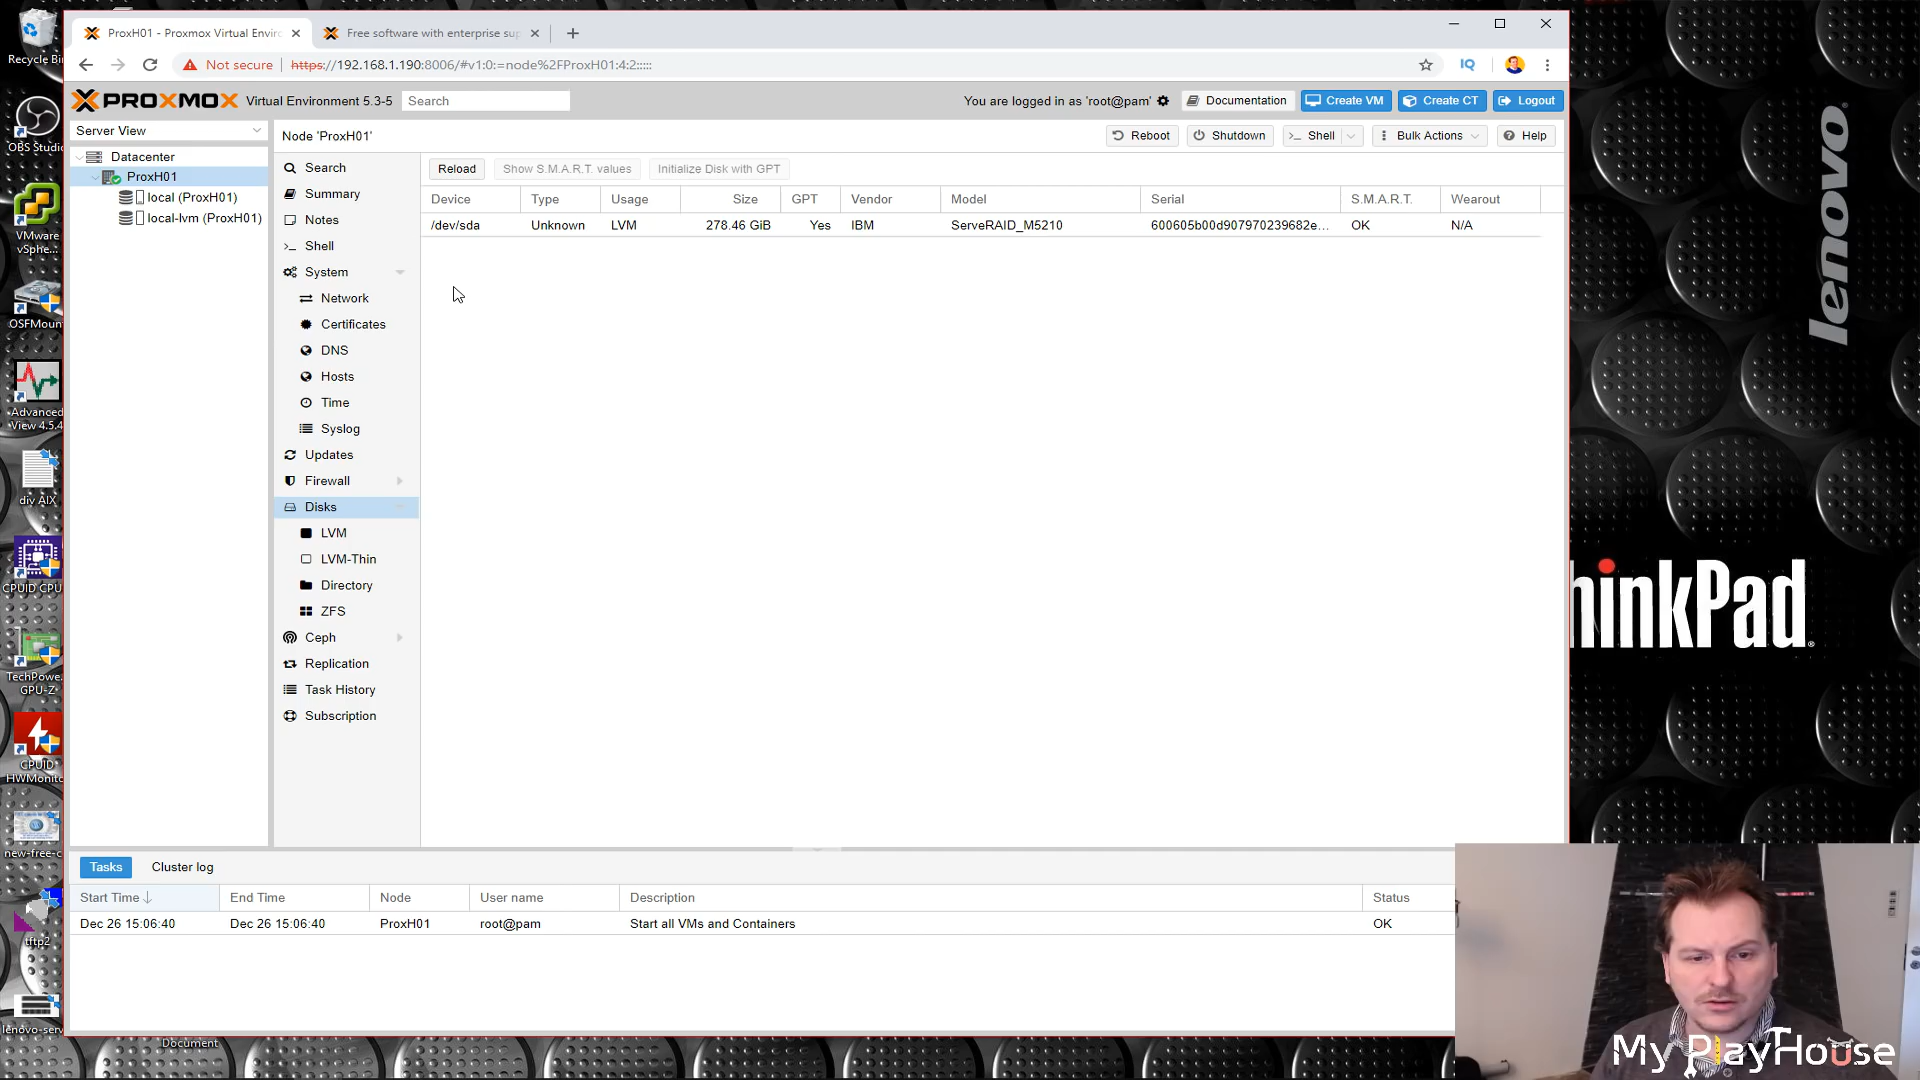 ProxH01 - Proxmox Virtual Enviro
Free software with enterprise sup
Not secure
https://192.168.1.190:8006/#v1:0:=node%2FProxH01:4:2:::::
IQ
PROXMOX Virtual Environment 5.3-5
Search
You are logged in as 'root@pam'
Documentation
Create VM
Create CT
Logout
Server View
Datacenter
ProxH01
local (ProxH01)
local-lvm (ProxH01)
Node 'ProxH01'
Reboot
Shutdown
Shell
Bulk Actions
Help
Search
Summary
Notes
Shell
System
Network
Certificates
DNS
Hosts
Time
Syslog
Updates
Firewall
Disks
LVM
LVM-Thin
Directory
ZFS
Ceph
Replication
Task History
Subscription
Reload
Show S.M.A.R.T. values
Initialize Disk with GPT
Device Type Usage Size GPT Vendor Model Serial S.M.A.R.T. Wearout
/dev/sda Unknown LVM 278.46 GiB Yes IBM ServeRAID_M5210 600605b00d907970239682e... OK N/A
Tasks
Cluster log
Start Time End Time Node User name Description Status
Dec 26 15:06:40 Dec 26 15:06:40 ProxH01 root@pam Start all VMs and Containers OK
Recycle Bin
OBS Studio
VMware
vSphe...
OSFMount
Advanced
View 4.5.4
div AIX
CPUID CPU
TechPowe
GPU-Z
CPUID
HWMonito
new-free-c
tftp2
lenovo-serv
Document
lenovo
hinkPad
My PlayHouse